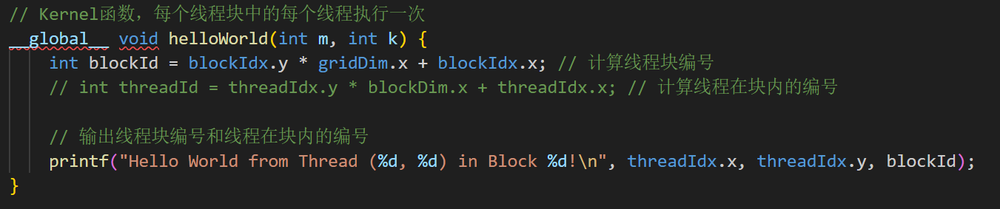 // Kernel函数，每个线程块中的每个线程执行一次
__global__ void helloWorld(int m, int k) {
int blockId = blockIdx.y * gridDim.x + blockIdx.x; // 计算线程块编号
// int threadId = threadIdx.y * blockDim.x + threadIdx.x; // 计算线程在块内的编号
// 输出线程块编号和线程在块内的编号
printf("Hello World from Thread (%d, %d) in Block %d!\n", threadIdx.x, threadIdx.y, blockId);
}